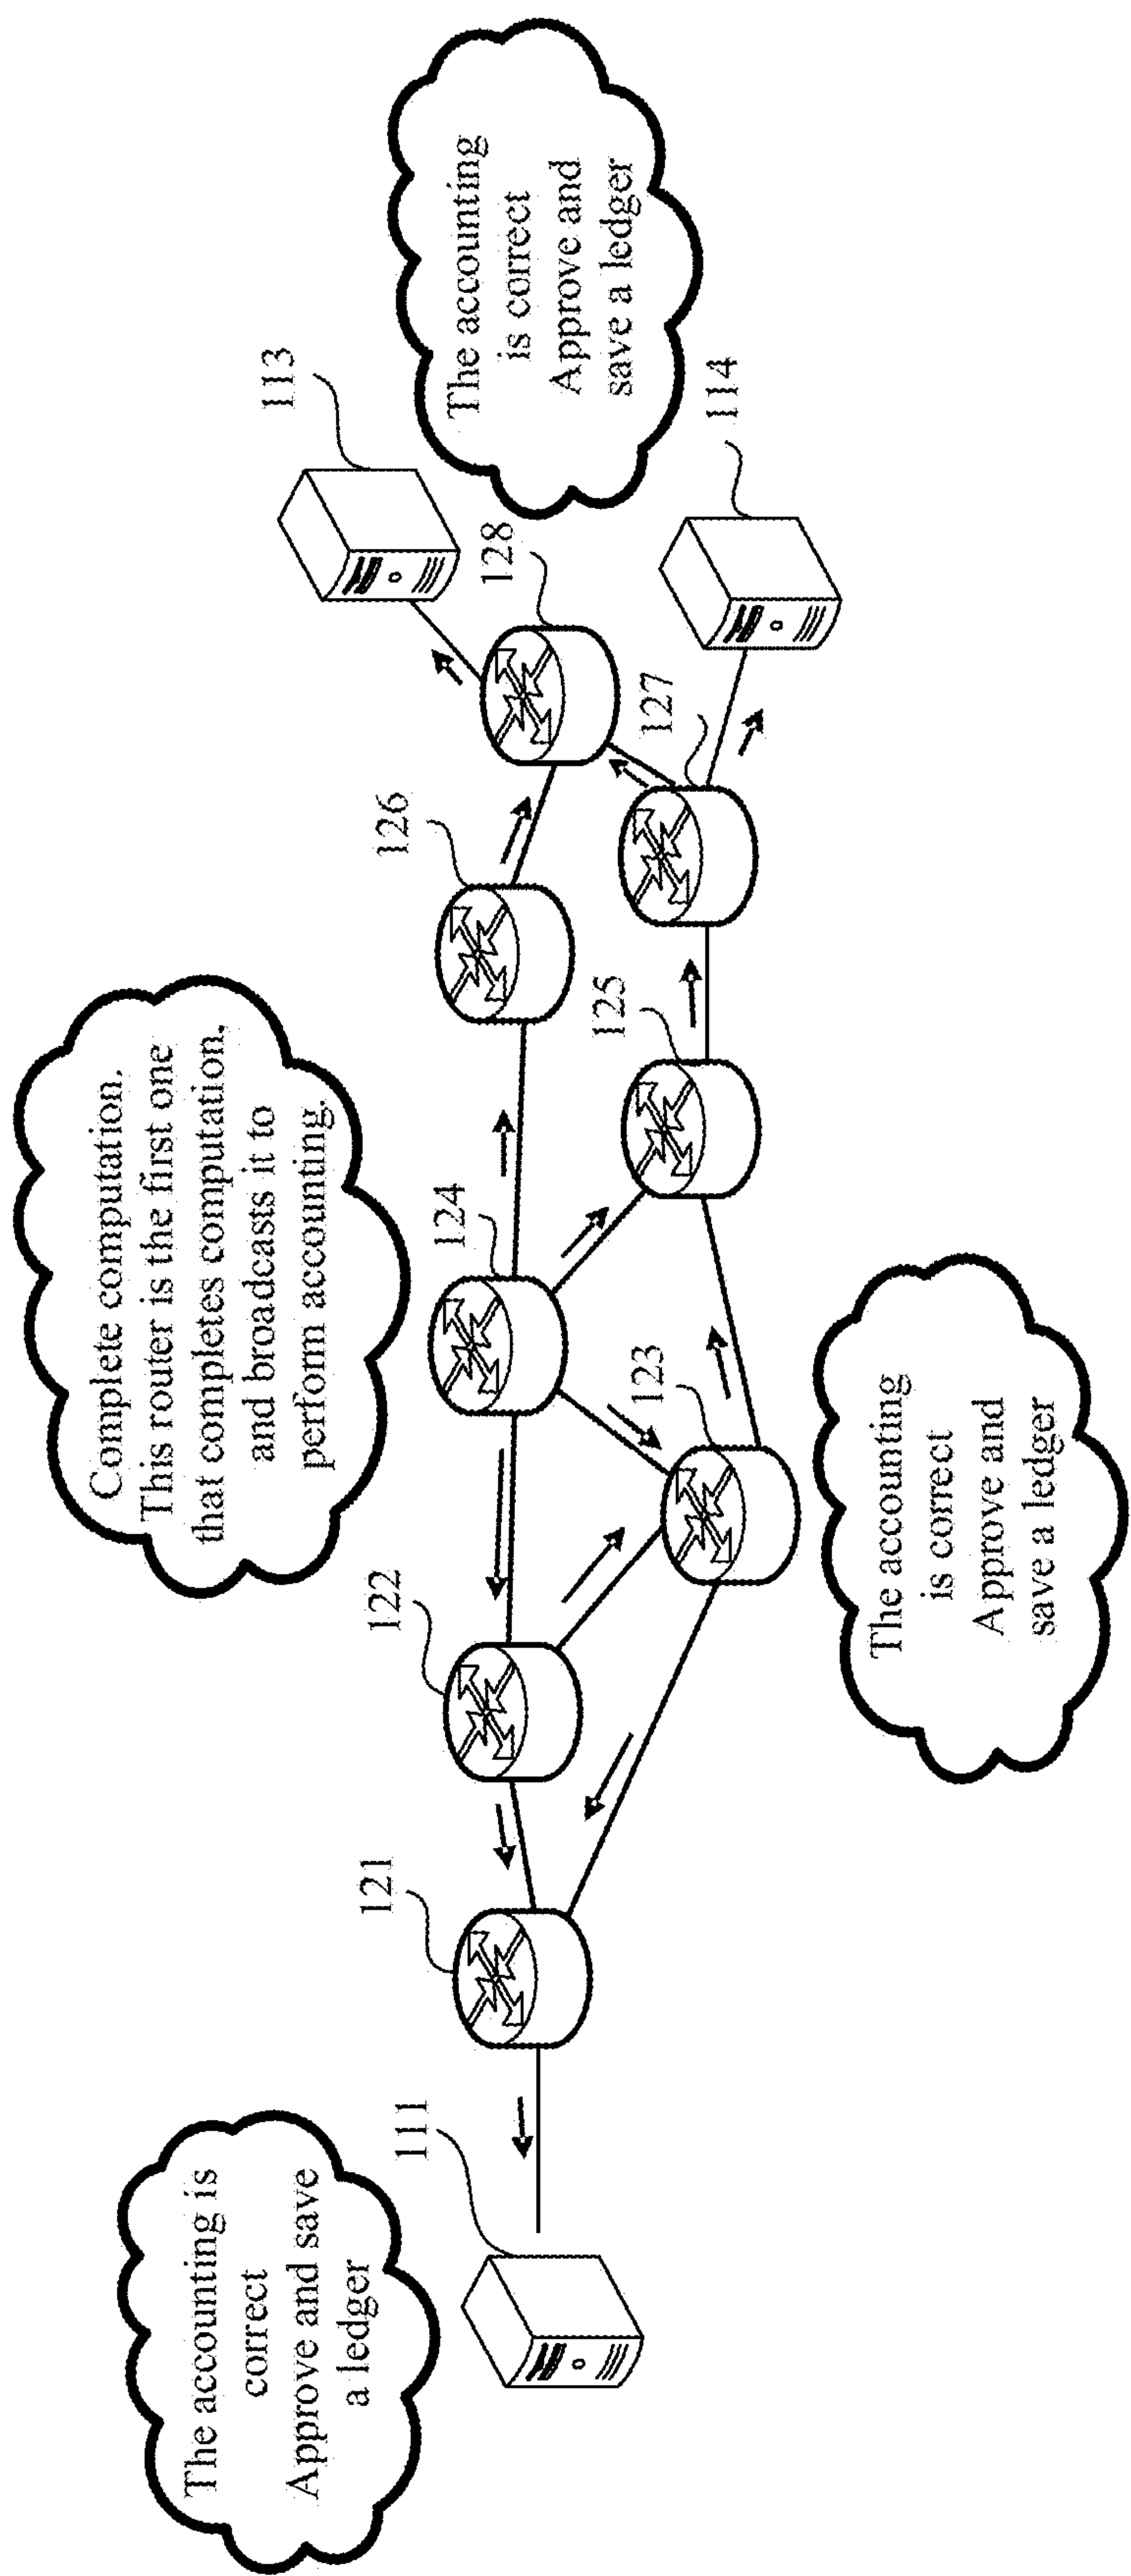 The accounting is
correct
Approve and save
a ledger
111
121
122
Complete computation.
This router is the first one
that completes computation,
and broadcasts it to
perform accounting.
124
123
The accounting
is correct
Approve and
save a ledger
125
126
127
128
113
114
The accounting
is correct
Approve and
save a ledger